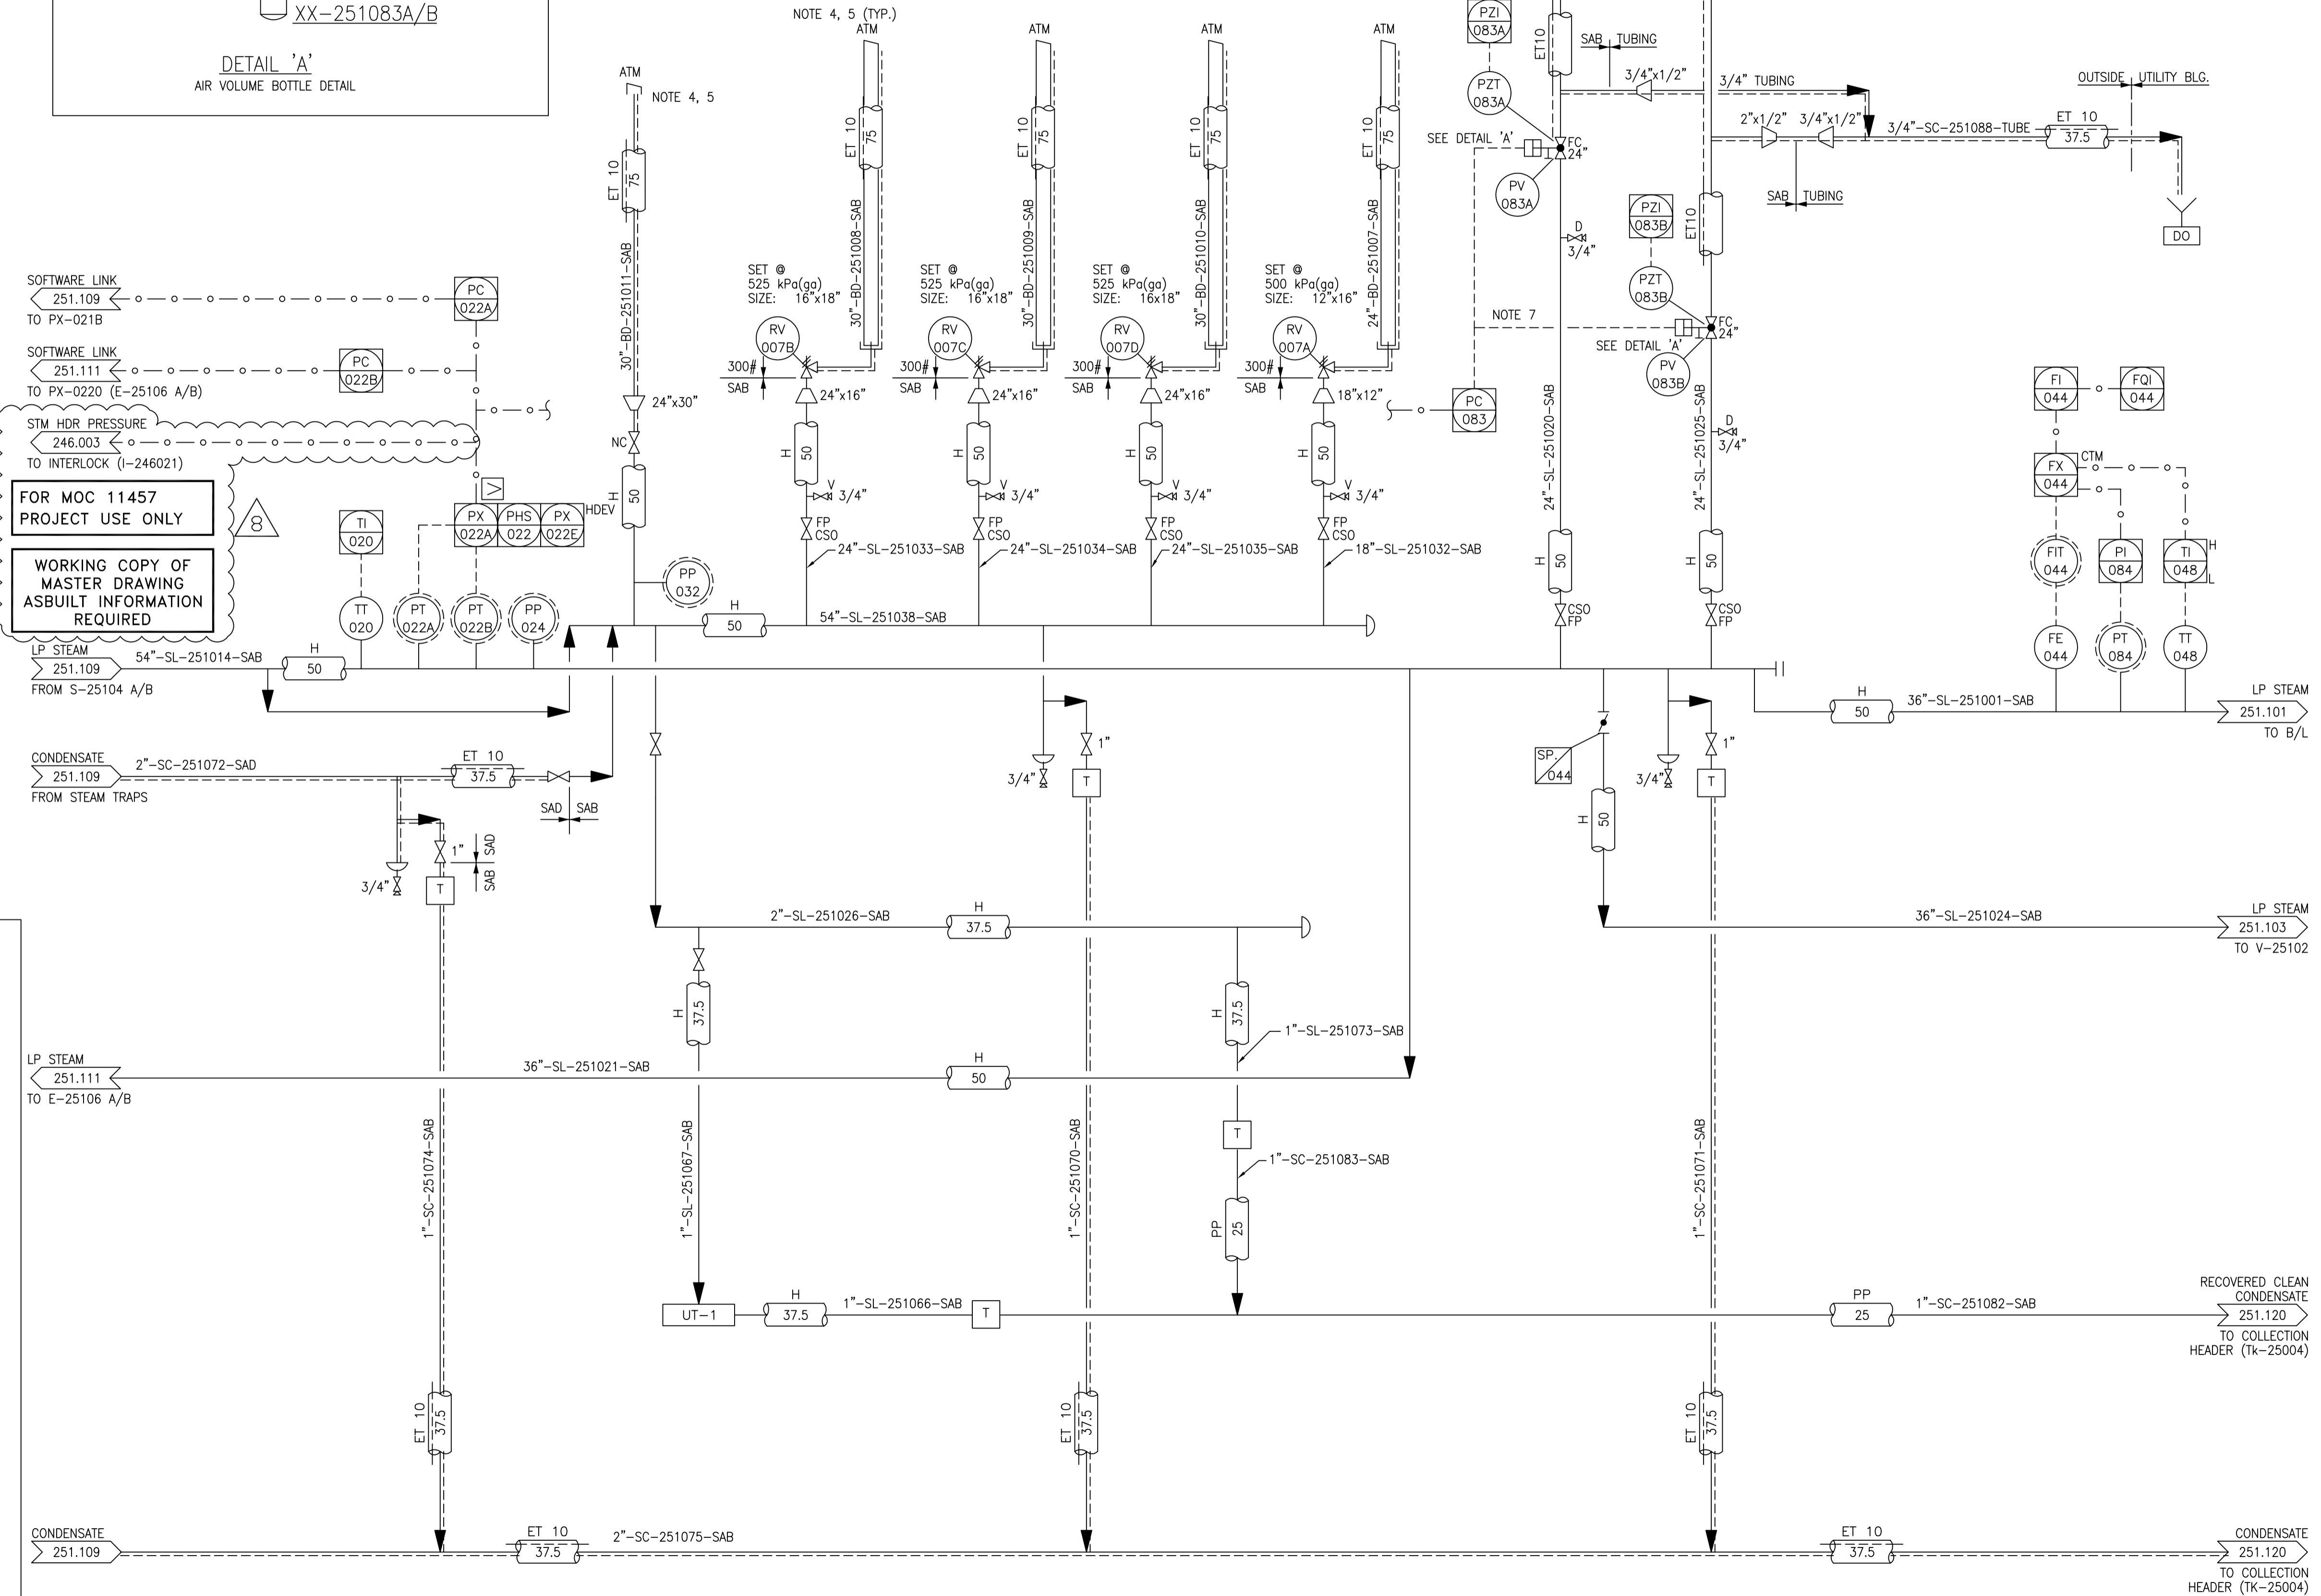 XX-251083A/B
DETAIL 'A'
AIR VOLUME BOTTLE DETAIL
NOTE 4, 5 (TYP.)
ATM
ATM
ATM
ATM
ATM
NOTE 4, 5
ET 10
75
ET 10
75
ET 10
75
ET 10
75
ET 10
75
30"-BD-251011-SAB
30"-BD-251008-SAB
30"-BD-251009-SAB
30"-BD-251010-SAB
24"-BD-251007-SAB
SET @
525 kPa(ga)
SIZE: 16"x18"
SET @
525 kPa(ga)
SIZE: 16"x18"
SET @
525 kPa(ga)
SIZE: 16x18"
SET @
500 kPa(ga)
SIZE: 12"x16"
RV
007B
RV
007C
RV
007D
RV
007A
300#
SAB
300#
SAB
300#
SAB
300#
SAB
24"x30"
24"x16"
24"x16"
24"x16"
18"x12"
NC
H
50
H
50
H
50
H
50
H
50
V
3/4"
V
3/4"
V
3/4"
V
3/4"
FP
CSO
FP
CSO
FP
CSO
FP
CSO
24"-SL-251033-SAB
24"-SL-251034-SAB
24"-SL-251035-SAB
18"-SL-251032-SAB
PP
032
H
50
54"-SL-251038-SAB
PZI
083A
PZT
083A
SEE DETAIL 'A'
FC
24"
PV
083A
ET10
SAB
TUBING
3/4"x1/2"
3/4" TUBING
2"x1/2"
3/4"x1/2"
3/4"-SC-251088-TUBE
ET 10
37.5
OUTSIDE
UTILITY BLG.
SAB
TUBING
DO
D
3/4"
PZI
083B
PZT
083B
ET10
NOTE 7
FC
24"
SEE DETAIL 'A'
PV
083B
PC
083
24"-SL-251020-SAB
24"-SL-251025-SAB
D
3/4"
H
50
H
50
CSO
FP
CSO
FP
FI
044
FQI
044
FX
044
CTM
FIT
044
PI
084
TI
048
H
L
FE
044
PT
084
TT
048
SOFTWARE LINK
251.109
TO PX-021B
PC
022A
SOFTWARE LINK
251.111
TO PX-0220 (E-25106 A/B)
PC
022B
STM HDR PRESSURE
246.003
TO INTERLOCK (I-246021)
FOR MOC 11457
PROJECT USE ONLY
8
WORKING COPY OF
MASTER DRAWING
ASBUILT INFORMATION
REQUIRED
>
TI
020
PX
022A
PHS
022
PX
022E
HDEV
TT
020
PT
022A
PT
022B
PP
024
LP STEAM
251.109
FROM S-25104 A/B
54"-SL-251014-SAB
H
50
H
50
36"-SL-251001-SAB
LP STEAM
251.101
TO B/L
CONDENSATE
251.109
FROM STEAM TRAPS
2"-SC-251072-SAD
ET 10
37.5
SAD
SAB
1"
SAD
SAB
3/4"
T
3/4"
1"
T
SP.
044
H
50
3/4"
1"
T
2"-SL-251026-SAB
H
37.5
36"-SL-251024-SAB
LP STEAM
251.103
TO V-25102
H
37.5
H
37.5
1"-SL-251073-SAB
LP STEAM
251.111
TO E-25106 A/B
36"-SL-251021-SAB
H
50
T
1"-SC-251083-SAB
1"-SC-251074-SAB
1"-SL-251067-SAB
1"-SC-251070-SAB
PP
25
1"-SC-251071-SAB
UT-1
H
37.5
1"-SL-251066-SAB
T
PP
25
1"-SC-251082-SAB
RECOVERED CLEAN
CONDENSATE
251.120
TO COLLECTION
HEADER (Tk-25004)
ET 10
37.5
ET 10
37.5
ET 10
37.5
CONDENSATE
251.109
ET 10
37.5
2"-SC-251075-SAB
ET 10
37.5
CONDENSATE
251.120
TO COLLECTION
HEADER (TK-25004)